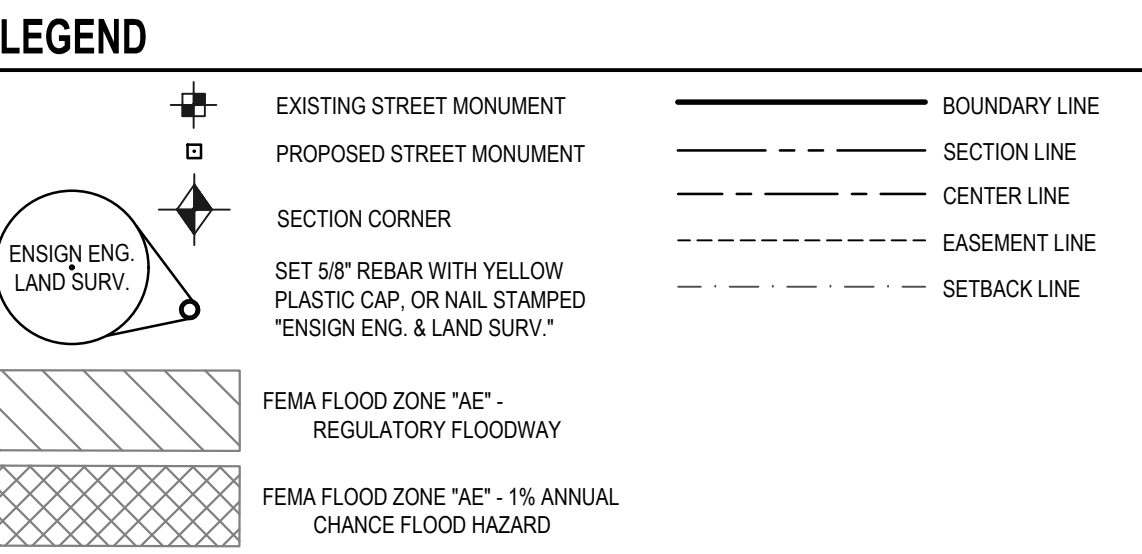 LEGEND
EXISTING STREET MONUMENT
PROPOSED STREET MONUMENT
SECTION CORNER
ENSIGN ENG.
LAND SURV.
SET 5/8" REBAR WITH YELLOW
PLASTIC CAP, OR NAIL STAMPED
"ENSIGN ENG. & LAND SURV."
FEMA FLOOD ZONE "AE" -
REGULATORY FLOODWAY
FEMA FLOOD ZONE "AE" - 1% ANNUAL
CHANCE FLOOD HAZARD
BOUNDARY LINE
SECTION LINE
CENTER LINE
EASEMENT LINE
SETBACK LINE